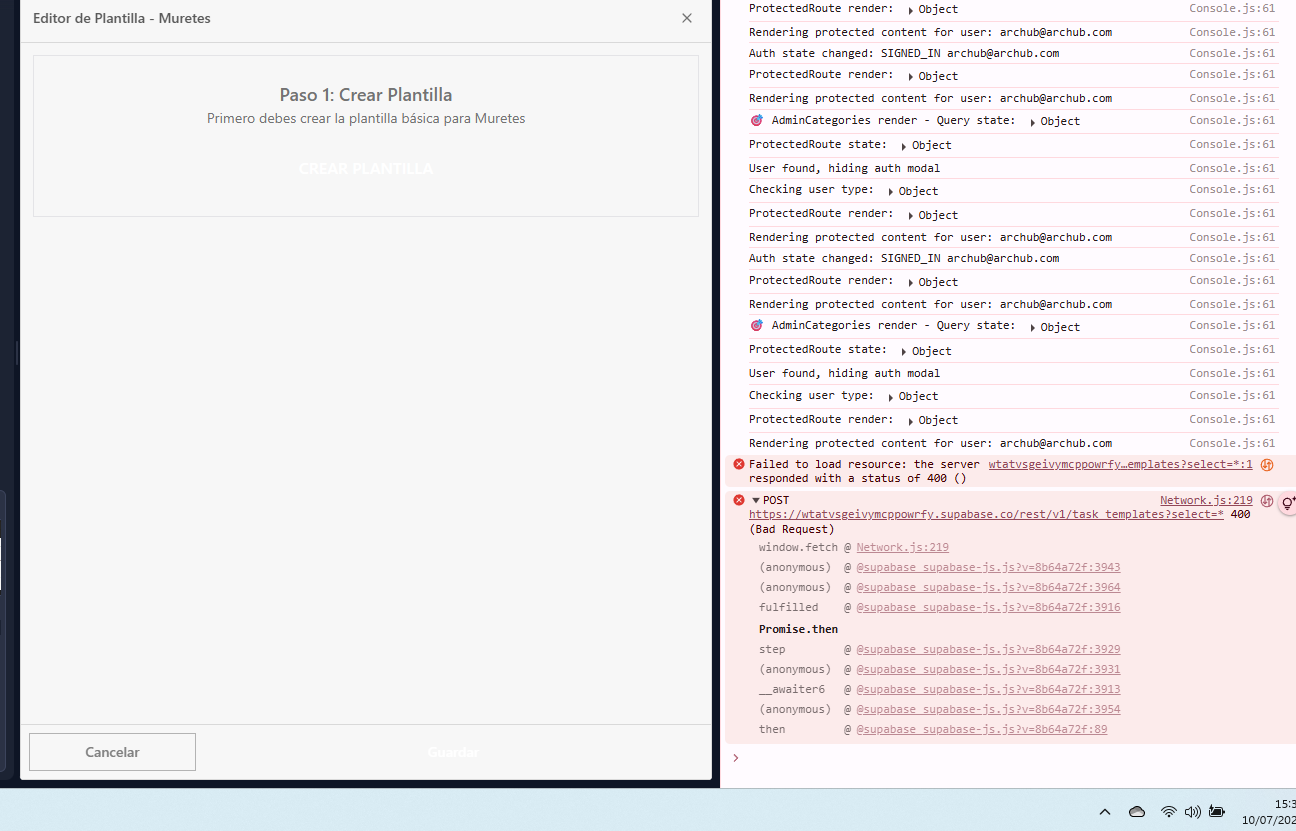 Editor de Plantilla - Muretes
Paso 1: Crear Plantilla
Primero debes crear la plantilla básica para Muretes
CREAR PLANTILLA
Cancelar
Guardar
ProtectedRoute render: Object Console.js:61
Rendering protected content for user: archub@archub.com Console.js:61
Auth state changed: SIGNED_IN archub@archub.com Console.js:61
ProtectedRoute render: Object Console.js:61
Rendering protected content for user: archub@archub.com Console.js:61
🎯 AdminCategories render - Query state: Object Console.js:61
ProtectedRoute state: Object Console.js:61
User found, hiding auth modal Console.js:61
Checking user type: Object Console.js:61
ProtectedRoute render: Object Console.js:61
Rendering protected content for user: archub@archub.com Console.js:61
Auth state changed: SIGNED_IN archub@archub.com Console.js:61
ProtectedRoute render: Object Console.js:61
Rendering protected content for user: archub@archub.com Console.js:61
🎯 AdminCategories render - Query state: Object Console.js:61
ProtectedRoute state: Object Console.js:61
User found, hiding auth modal Console.js:61
Checking user type: Object Console.js:61
ProtectedRoute render: Object Console.js:61
Rendering protected content for user: archub@archub.com Console.js:61
Failed to load resource: the server wtatvsgeivymcppowrfy…emplates?select=*:1
responded with a status of 400 ()
POST Network.js:219
https://wtatvsgeivymcppowrfy.supabase.co/rest/v1/task_templates?select=* 400
(Bad Request)
window.fetch @ Network.js:219
(anonymous) @ @supabase_supabase-js.js?v=8b64a72f:3943
(anonymous) @ @supabase_supabase-js.js?v=8b64a72f:3964
fulfilled @ @supabase_supabase-js.js?v=8b64a72f:3916
Promise.then
step @ @supabase_supabase-js.js?v=8b64a72f:3929
(anonymous) @ @supabase_supabase-js.js?v=8b64a72f:3931
__awaiter6 @ @supabase_supabase-js.js?v=8b64a72f:3913
(anonymous) @ @supabase_supabase-js.js?v=8b64a72f:3954
then @ @supabase_supabase-js.js?v=8b64a72f:89
15:3
10/07/202